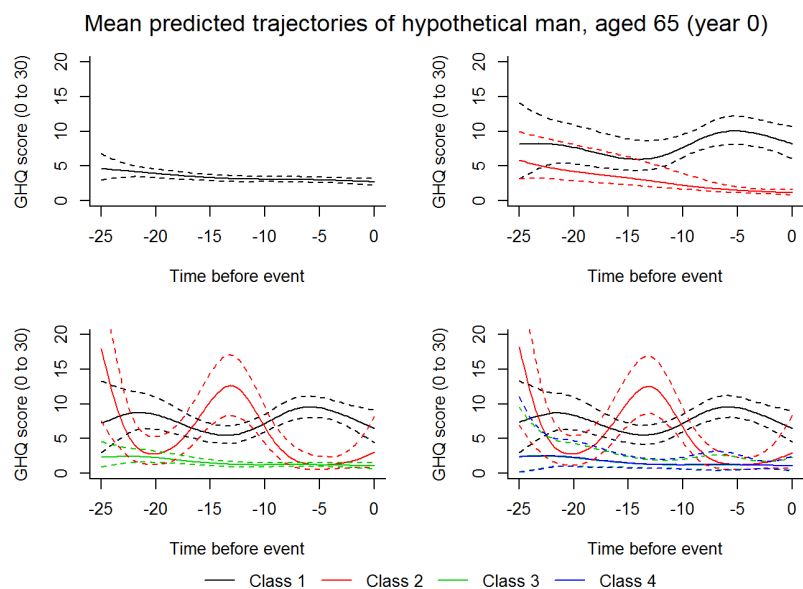 Mean predicted trajectories of hypothetical man, aged 65 (year 0)
GHQ score (0 to 30)
20
15
10
5
0
-25 -20 -15 -10 -5 0
Time before event
GHQ score (0 to 30)
20
15
10
5
0
-25 -20 -15 -10 -5 0
Time before event
GHQ score (0 to 30)
20
15
10
5
0
-25 -20 -15 -10 -5 0
Time before event
GHQ score (0 to 30)
20
15
10
5
0
-25 -20 -15 -10 -5 0
Time before event
Class 1 Class 2 Class 3 Class 4